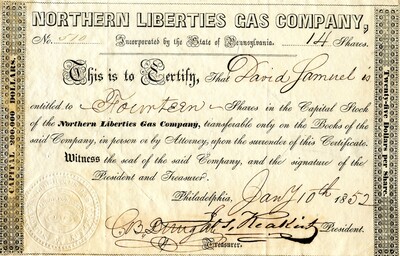 NORTHERN LIBERTIES GAS COMPANY,
No. 510 Incorporated by the State of Pennsylvania. 14 Shares.
This is to Certify, That David Samuel is
entitled to Fourteen Shares in the Capital Stock
of the Northern Liberties Gas Company, transferable only on the Books of the
said Company, in person or by Attorney, upon the surrender of this Certificate.
Witness the seal of the said Company, and the signature of the
President and Treasurer.
Philadelphia, Jany 10th 1852
President.
Treasurer.
CAPITAL 200,000 DOLLARS.
Twenty-five Dollars per Share.